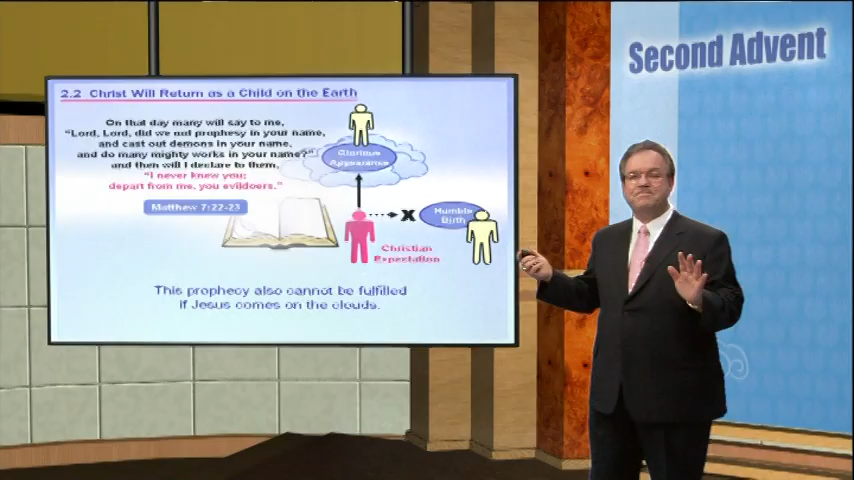 Second Advent
2.2 Christ Will Return as a Child on the Earth
On that day many will say to me,
"Lord, Lord, did we not prophesy in your name,
and cast out demons in your name,
and do many mighty works in your name?"
and then will I declare to them,
"I never knew you;
depart from me, you evildoers."
Matthew 7:22-23
Glorious
Appearance
Humble
Birth
Christian
Expectation
X
This prophecy also cannot be fulfilled
if Jesus comes on the clouds.